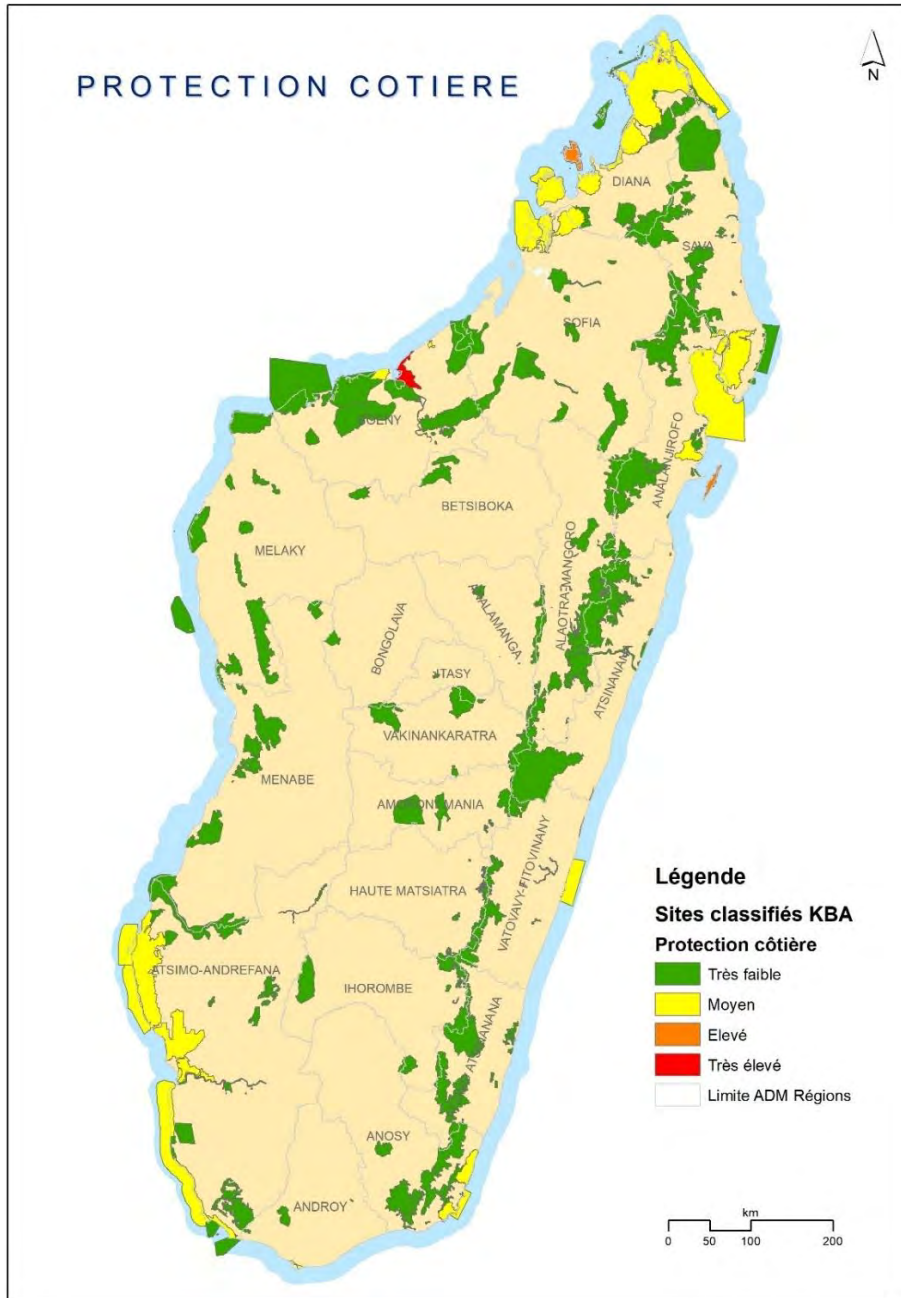 PROTECTION COTIERE
N
DIANA
SAVA
SOFIA
BOENY
ANALANJIROFO
BETSIBOKA
MELAKY
ALAOTRA-MANGORO
BONGOLAVA
ANALAMANGA
ITASY
ATSINANANA
VAKINANKARATRA
MENABE
AMORON'I MANIA
HAUTE MATSIATRA
VATOVAVY-FITOVINANY
ATSIMO-ANDREFANA
IHOROMBE
ANOSY
ANDROY
Légende
Sites classifiés KBA
Protection côtière
Très faible
Moyen
Elevé
Très élevé
Limite ADM Régions
km
0 50 100 200